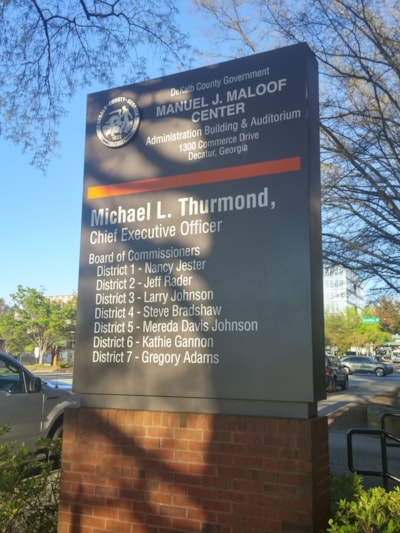 DeKalb County Government
MANUEL J. MALOOF
CENTER
Administration Building & Auditorium
1300 Commerce Drive
Decatur, Georgia
Michael L. Thurmond,
Chief Executive Officer
Board of Commissioners
District 1 - Nancy Jester
District 2 - Jeff Rader
District 3 - Larry Johnson
District 4 - Steve Bradshaw
District 5 - Mereda Davis Johnson
District 6 - Kathie Gannon
District 7 - Gregory Adams